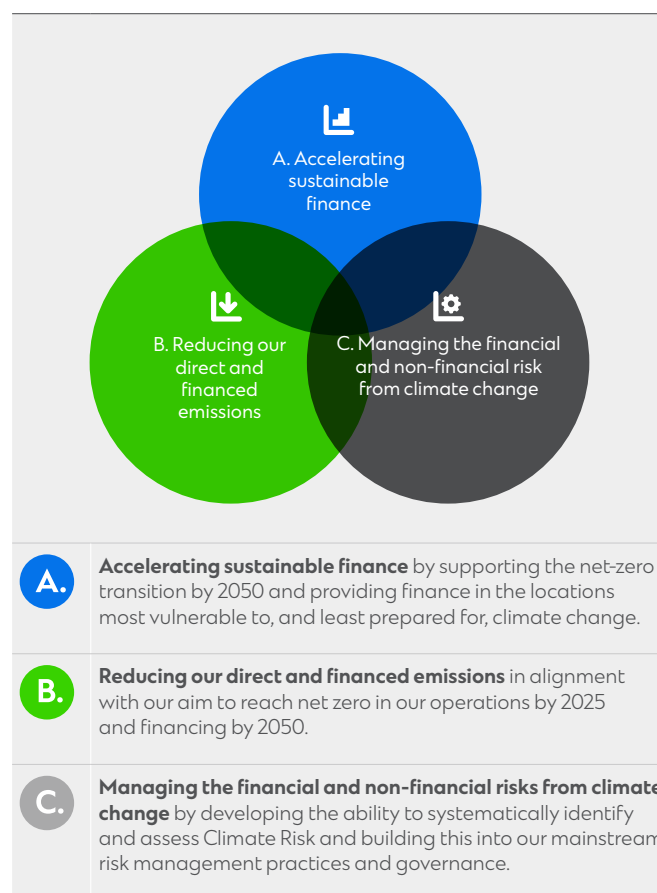 A. Accelerating
sustainable
finance
B. Reducing our
direct and
financed
emissions
C. Managing the financial
and non-financial risk
from climate change
A.
Accelerating sustainable finance by supporting the net-zero
transition by 2050 and providing finance in the locations
most vulnerable to, and least prepared for, climate change.
B.
Reducing our direct and financed emissions in alignment
with our aim to reach net zero in our operations by 2025
and financing by 2050.
C.
Managing the financial and non-financial risks from climate
change by developing the ability to systematically identify
and assess Climate Risk and building this into our mainstream
risk management practices and governance.